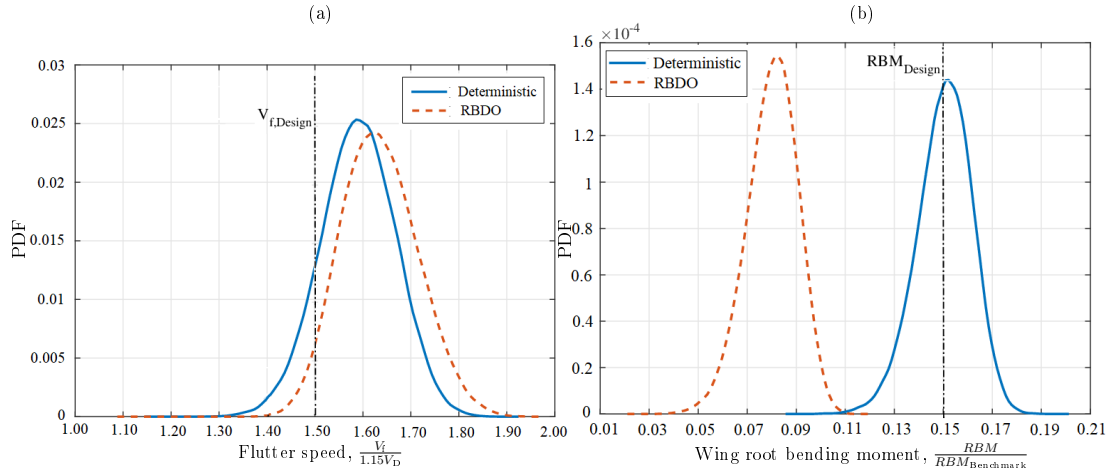 (a)
0.03
0.025
0.02
0.015
0.01
0.005
0
PDF
V_f,Design
Deterministic
RBDO
1.00 1.10 1.20 1.30 1.40 1.50 1.60 1.70 1.80 1.90 2.00
Flutter speed, V_f / 1.15V_D
(b)
×10^-4
1.6
1.4
1.2
1
0.8
0.6
0.4
0.2
0
PDF
Deterministic
RBDO
RBM_Design
0.01 0.03 0.05 0.07 0.09 0.11 0.13 0.15 0.17 0.19 0.21
Wing root bending moment, RBM / RBM_Benchmark